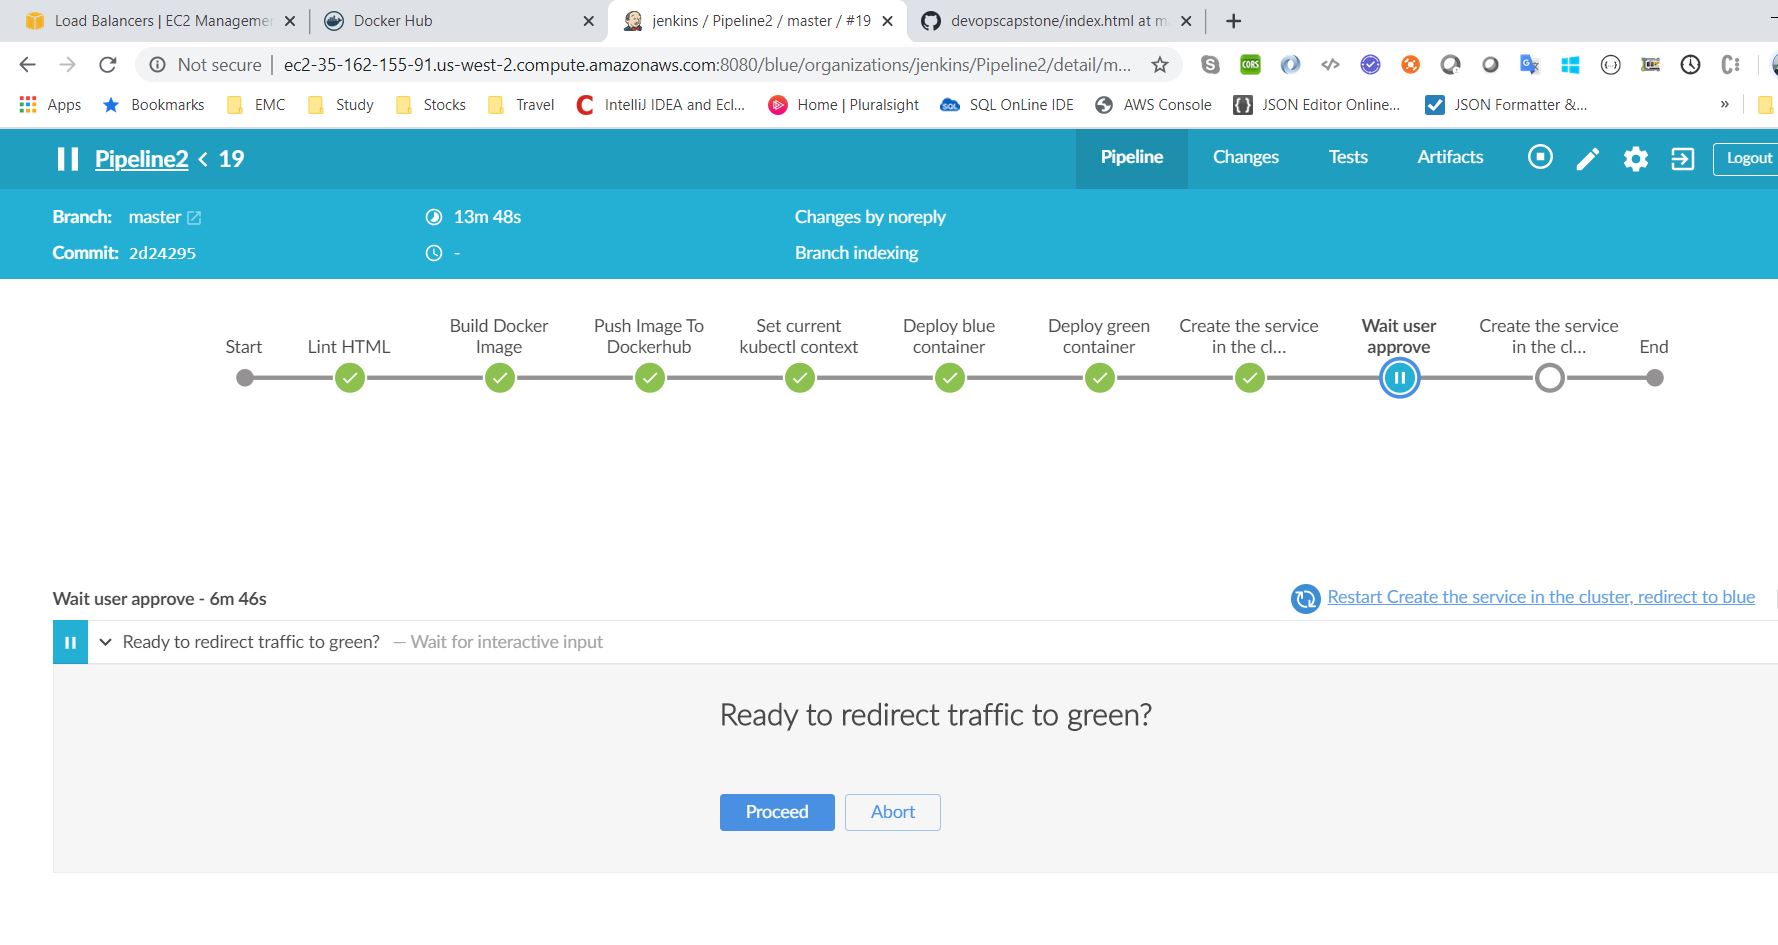 Load Balancers | EC2 Manageme
Docker Hub
jenkins / Pipeline2 / master / #19
devopscapstone/index.html at m
Not secure | ec2-35-162-155-91.us-west-2.compute.amazonaws.com:8080/blue/organizations/jenkins/Pipeline2/detail/m...
CORS
Apps
Bookmarks
EMC
Study
Stocks
Travel
IntelliJ IDEA and Ecl...
Home | Pluralsight
SQL OnLine IDE
AWS Console
JSON Editor Online...
JSON Formatter &...
»
Pipeline2 < 19
Pipeline
Changes
Tests
Artifacts
Logout
Branch: master
13m 48s
Changes by noreply
Commit: 2d24295
-
Branch indexing
Start
Lint HTML
Build Docker
Image
Push Image To
Dockerhub
Set current
kubectl context
Deploy blue
container
Deploy green
container
Create the service
in the cl...
Wait user
approve
Create the service
in the cl...
End
Wait user approve - 6m 46s
Restart Create the service in the cluster, redirect to blue
Ready to redirect traffic to green? — Wait for interactive input
Ready to redirect traffic to green?
Proceed
Abort